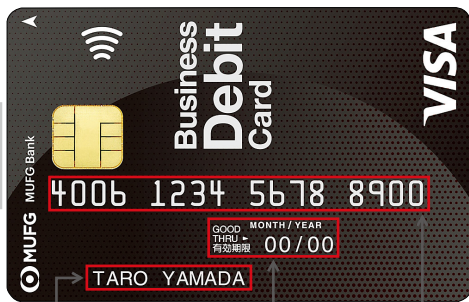 Business
Debit
Card
VISA
MUFG MUFG Bank
4006 1234 5678 8900
GOOD THRU ► 有効期限
MONTH / YEAR
00/00
TARO YAMADA